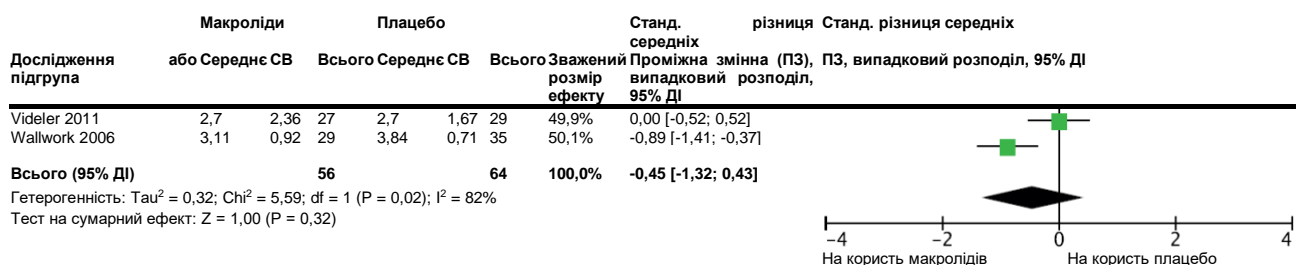 Макроліди Плацебо Станд. різниця Станд. різниця середніх
середніх
Дослідження або Середнє СВ Всього Середнє СВ Всього Зважений Проміжна змінна (ПЗ), ПЗ, випадковий розподіл, 95% ДІ
підгрупа розмір випадковий розподіл,
ефекту 95% ДІ
Videler 2011 2,7 2,36 27 2,7 1,67 29 49,9% 0,00 [-0,52; 0,52]
Wallwork 2006 3,11 0,92 29 3,84 0,71 35 50,1% -0,89 [-1,41; -0,37]
Всього (95% ДІ) 56 64 100,0% -0,45 [-1,32; 0,43]
Гетерогенність: Tau² = 0,32; Chi² = 5,59; df = 1 (P = 0,02); I² = 82%
Тест на сумарний ефект: Z = 1,00 (P = 0,32)
-4 -2 0 2 4
На користь макролідів На користь плацебо